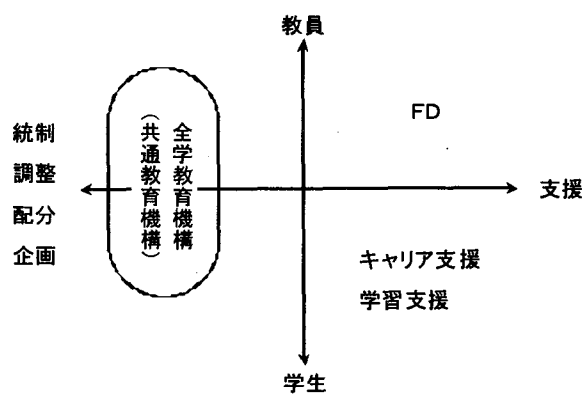 教員
FD
統制
調整
配分
企画
全学教育機構
(共通教育機構)
支援
キャリア支援
学習支援
学生